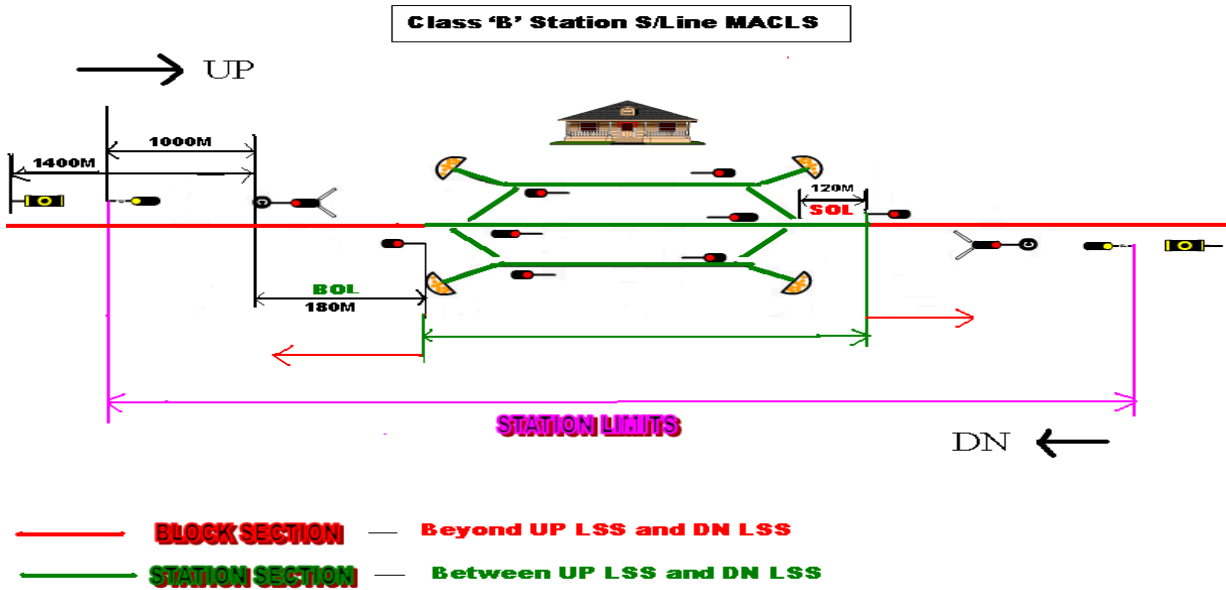 Class ‘B’ Station S/Line MACLS
UP
1000M
1400M
C
120M
SOL
C
BOL
180M
STATION LIMITS
DN
BLOCK SECTION — Beyond UP LSS and DN LSS
STATION SECTION — Between UP LSS and DN LSS